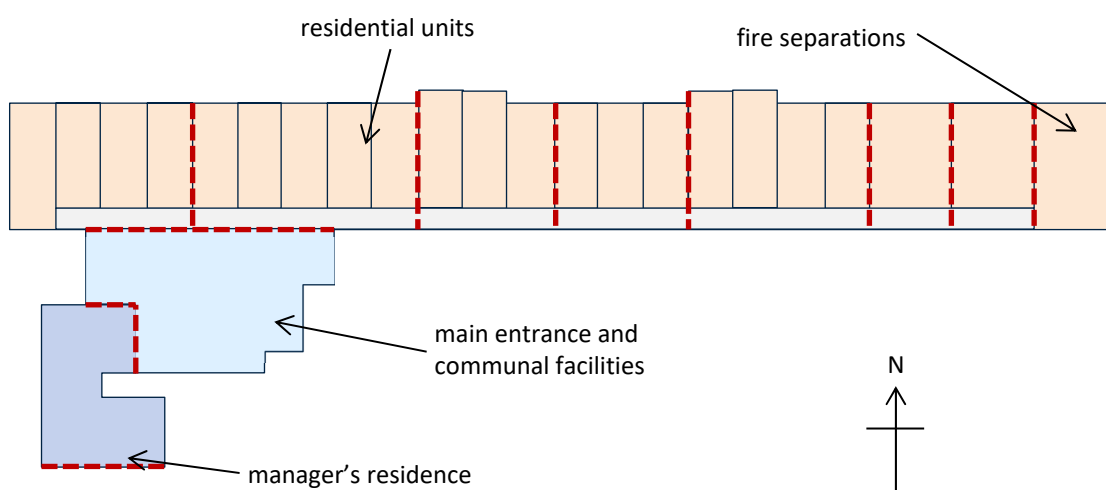 residential units
fire separations
main entrance and
communal facilities
N
manager’s residence